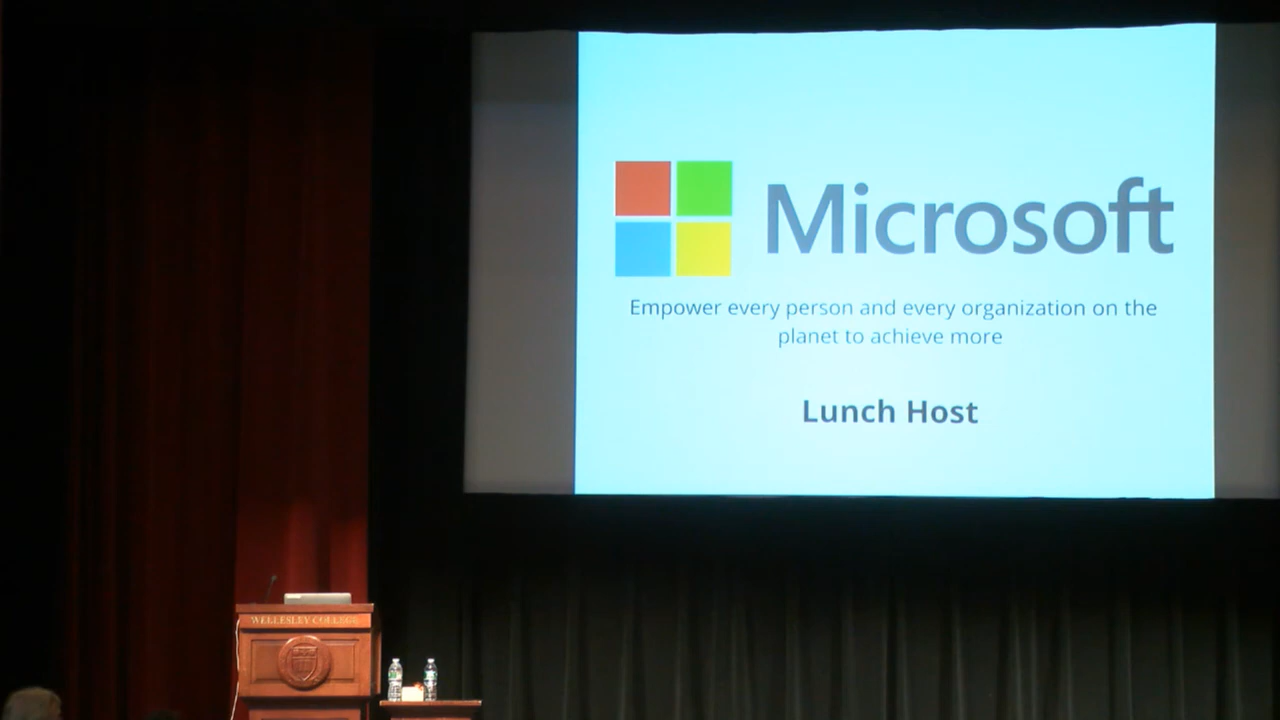 Microsoft
Empower every person and every organization on the
planet to achieve more
Lunch Host
WELLESLEY COLLEGE